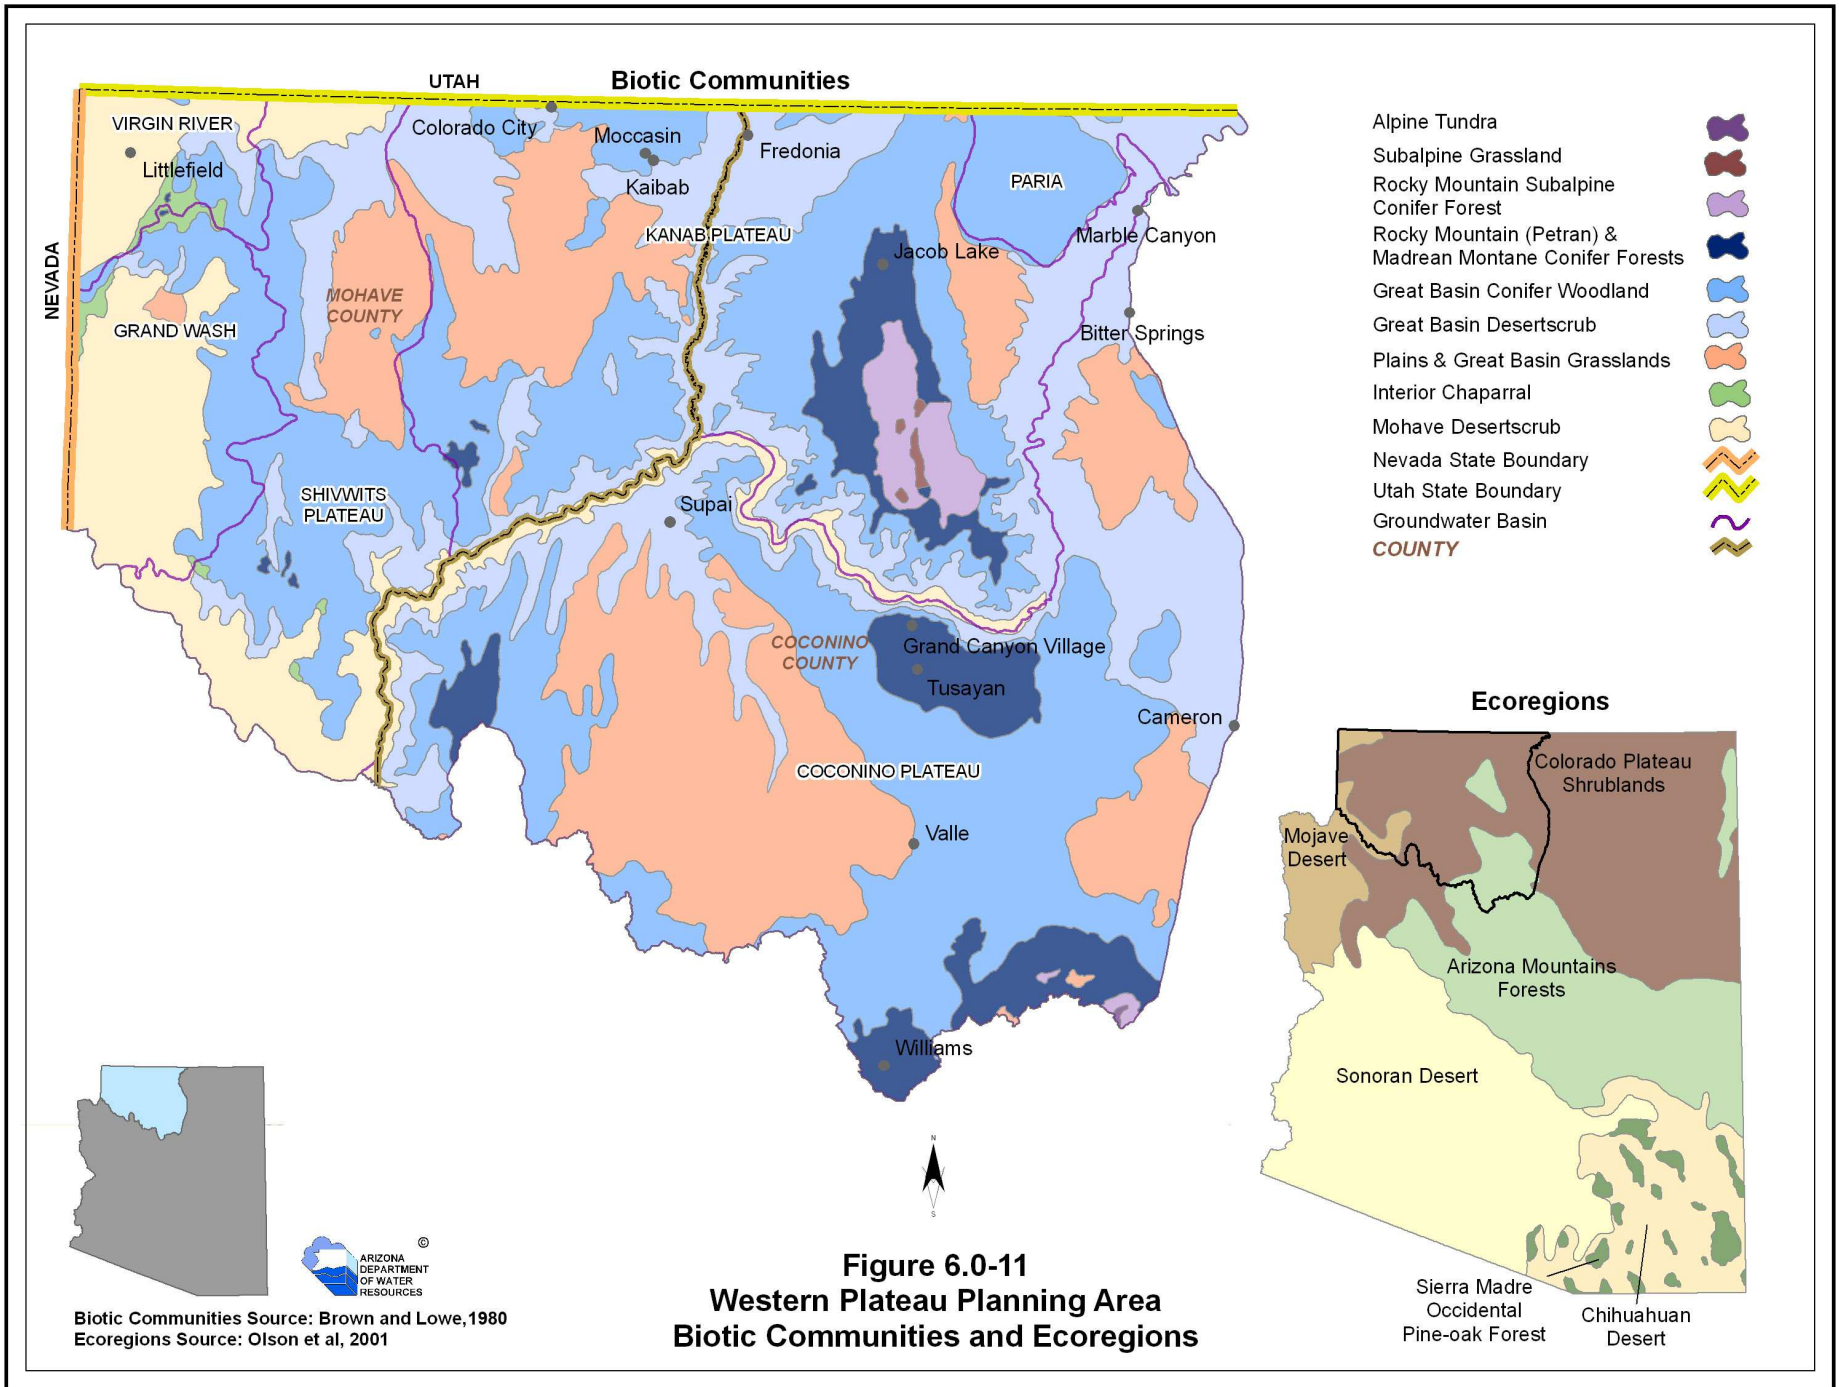 Biotic Communities
UTAH
NEVADA
VIRGIN RIVER
Littlefield
Colorado City
Moccasin
Kaibab
Fredonia
PARIA
KANAB PLATEAU
Marble Canyon
Jacob Lake
MOHAVE
COUNTY
GRAND WASH
Bitter Springs
SHIVWITS
PLATEAU
Supai
COCONINO
COUNTY
Grand Canyon Village
Tusayan
Cameron
COCONINO PLATEAU
Valle
Williams
Alpine Tundra
Subalpine Grassland
Rocky Mountain Subalpine
Conifer Forest
Rocky Mountain (Petran) &
Madrean Montane Conifer Forests
Great Basin Conifer Woodland
Great Basin Desertscrub
Plains & Great Basin Grasslands
Interior Chaparral
Mohave Desertscrub
Nevada State Boundary
Utah State Boundary
Groundwater Basin
COUNTY
Ecoregions
Colorado Plateau
Shrublands
Mojave
Desert
Arizona Mountains
Forests
Sonoran Desert
Sierra Madre
Occidental
Pine-oak Forest
Chihuahuan
Desert
N
S
©
ARIZONA
DEPARTMENT
OF WATER
RESOURCES
Biotic Communities Source: Brown and Lowe,1980
Ecoregions Source: Olson et al, 2001
Figure 6.0-11
Western Plateau Planning Area
Biotic Communities and Ecoregions